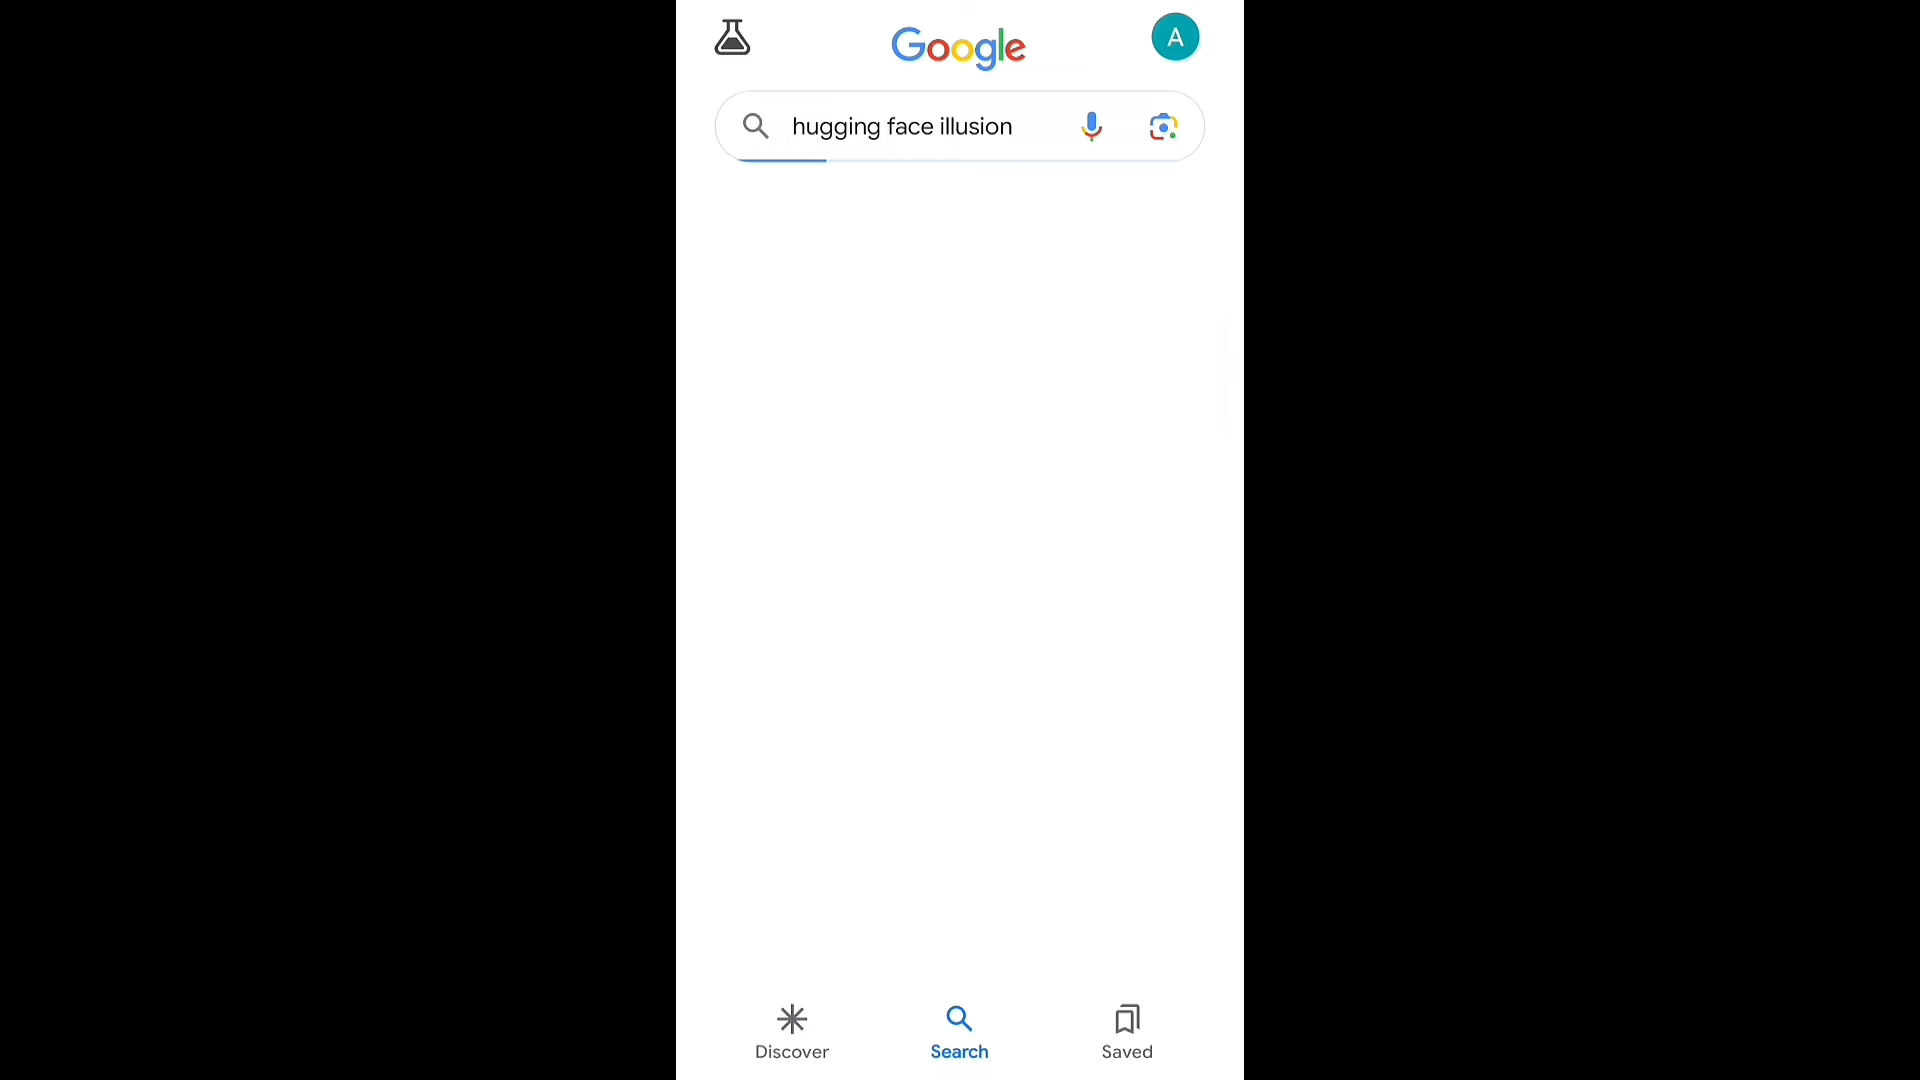 Google
A
hugging face illusion
Discover
Search
Saved